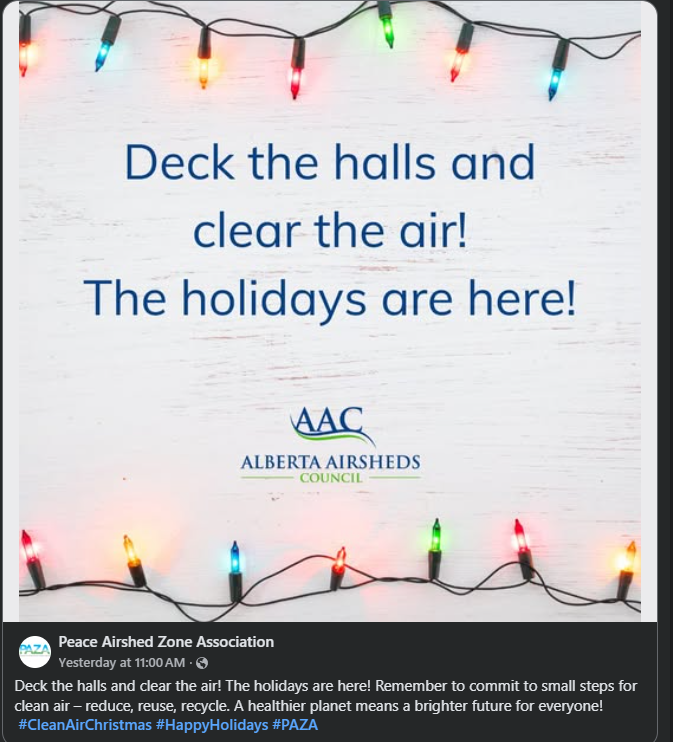 Deck the halls and
clear the air!
The holidays are here!
AAC
ALBERTA AIRSHEDS
COUNCIL
PAZA
Peace Airshed Zone Association
Yesterday at 11:00 AM ·
Deck the halls and clear the air! The holidays are here! Remember to commit to small steps for
clean air – reduce, reuse, recycle. A healthier planet means a brighter future for everyone!
#CleanAirChristmas #HappyHolidays #PAZA